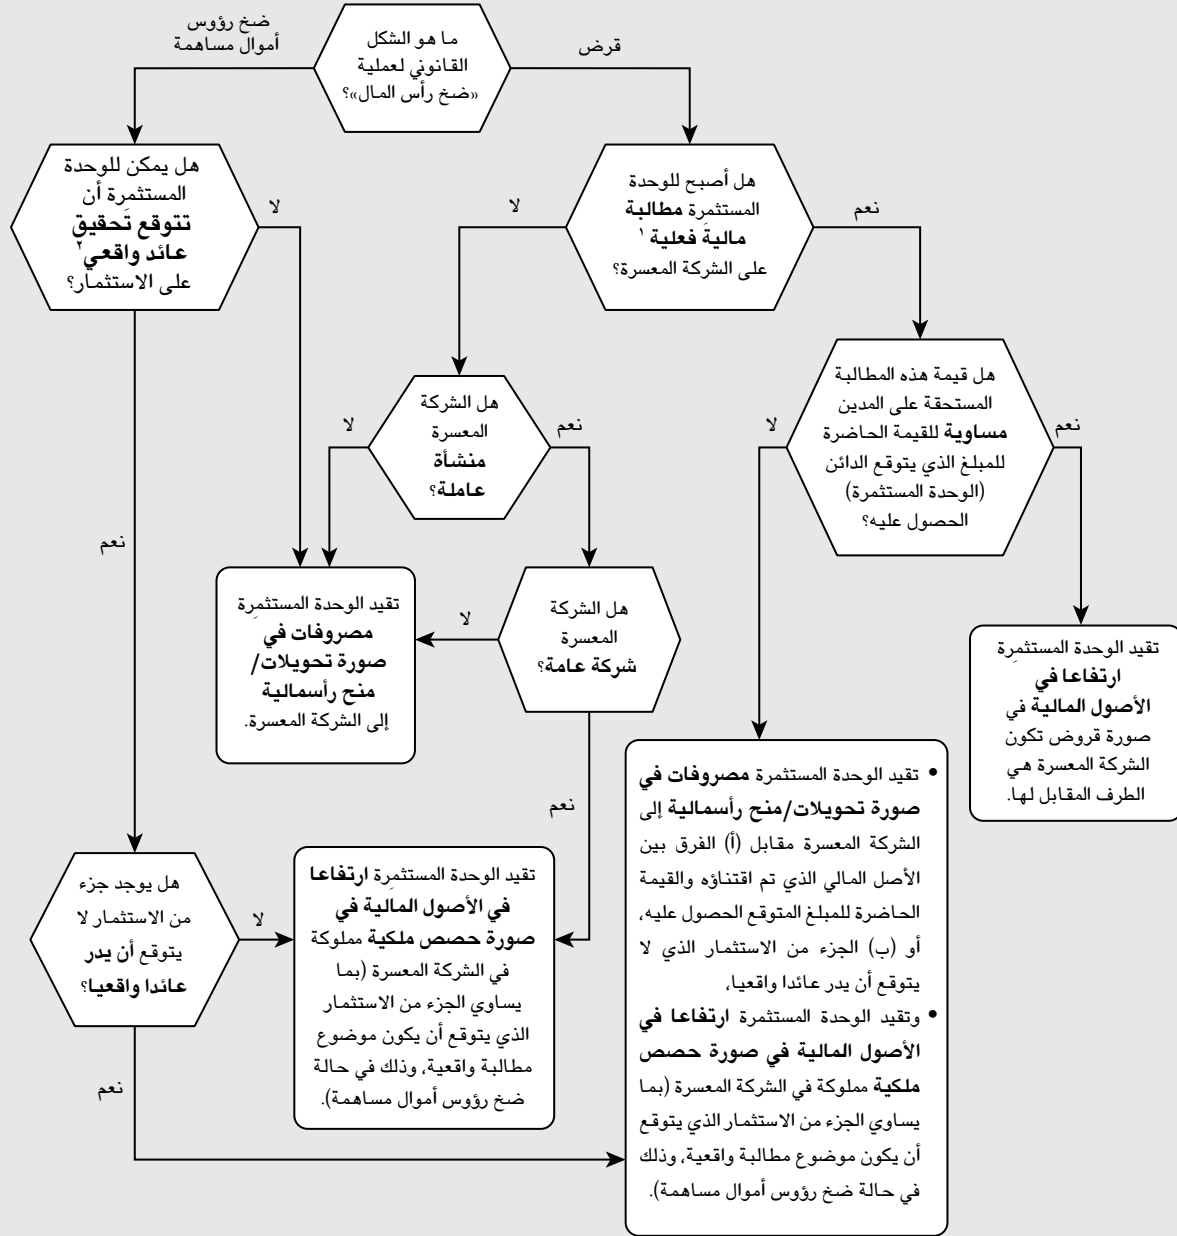 ضخ رؤوس
أموال مساهمة
ما هو الشكل
القانوني لعملية
«ضخ رأس المال»؟
قرض
هل يمكن للوحدة
المستثمرة أن
تتوقع تَحقيق
عائد واقعي٢
على الاستثمار؟
لا
هل أصبح للوحدة
المستثمرة مطالبة
ماليةَ فعلية ١
على الشركة المعسرة؟
لا
نعم
هل قيمة هذه المطالبة
المستحقة على المدين
مساوية للقيمة الحاضرة
للمبلغ الذي يتوقع الدائن
(الوحدة المستثمرة)
الحصول عليه؟
لا
نعم
هل الشركة
المعسرة
منشأة
عاملة؟
لا
نعم
نعم
تقيد الوحدة المستثمِرة
مصروفات في
صورة تحويلات/
منح رأسمالية
إلى الشركة المعسرة.
لا
هل الشركة
المعسرة
شركة عامة؟
نعم
تقيد الوحدة المستثمِرة
ارتفاعا في
الأصول المالية في
صورة قروض تكون
الشركة المعسرة هي
الطرف المقابل لها.
هل يوجد جزء
من الاستثمار لا
يتوقع أن يدر
عائدا واقعيا؟
لا
نعم
تقيد الوحدة المستثمِرة ارتفاعا
في الأصول المالية في
صورة حصص ملكية مملوكة
في الشركة المعسرة (بما
يساوي الجزء من الاستثمار
الذي يتوقع أن يكون موضوع
مطالبة واقعية، وذلك في حالة
ضخ رؤوس أموال مساهمة).
• تقيد الوحدة المستثمرة مصروفات في
صورة تحويلات/منح رأسمالية إلى
الشركة المعسرة مقابل (أ) الفرق بين
الأصل المالي الذي تم اقتناؤه والقيمة
الحاضرة للمبلغ المتوقع الحصول عليه،
أو (ب) الجزء من الاستثمار الذي لا
يتوقع أن يدر عائدا واقعيا،
• وتقيد الوحدة المستثمرة ارتفاعا في
الأصول المالية في صورة حصص
ملكية مملوكة في الشركة المعسرة (بما
يساوي الجزء من الاستثمار الذي يتوقع
أن يكون موضوع مطالبة واقعية، وذلك
في حالة ضخ رؤوس أموال مساهمة).